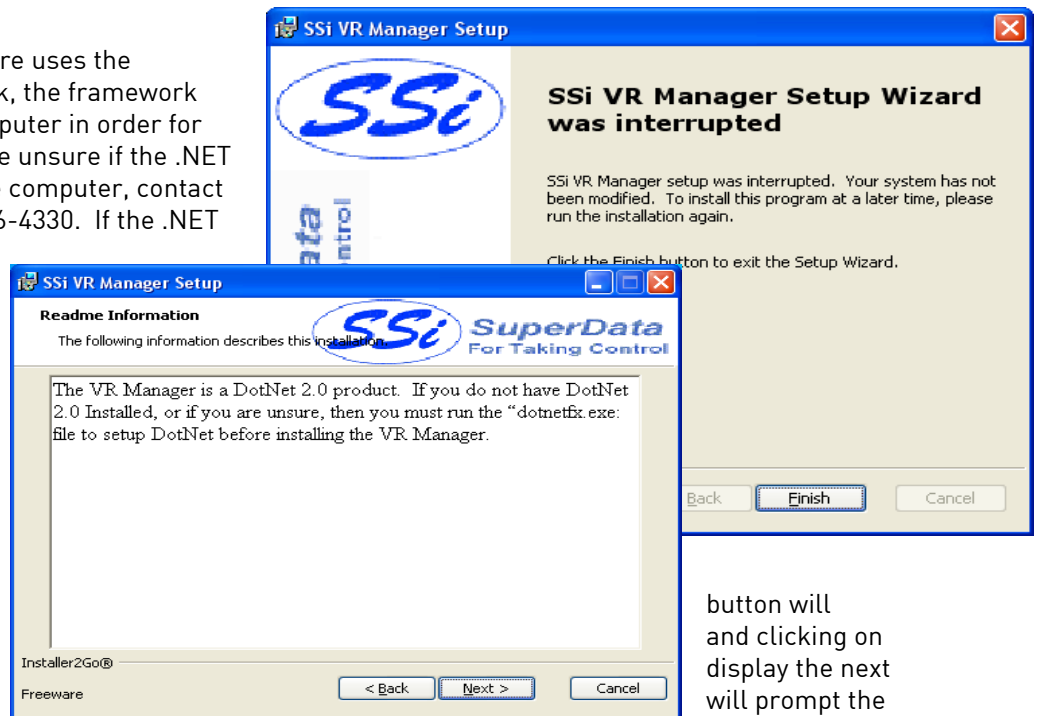 re uses the
k, the framework
puter in order for
e unsure if the .NET
computer, contact
6-4330. If the .NET
SSi VR Manager Setup
SSi
SSi VR Manager Setup Wizard
was interrupted
SSi VR Manager setup was interrupted. Your system has not
been modified. To install this program at a later time, please
run the installation again.
Click the Finish button to exit the Setup Wizard.
Back Finish Cancel
ata
ntrol
SSi VR Manager Setup
Readme Information
The following information describes this installation.
SSi SuperData
For Taking Control
The VR Manager is a DotNet 2.0 product. If you do not have DotNet
2.0 Installed, or if you are unsure, then you must run the “dotnetfx.exe:
file to setup DotNet before installing the VR Manager.
Installer2Go®
Freeware
< Back Next > Cancel
button will
and clicking on
display the next
will prompt the